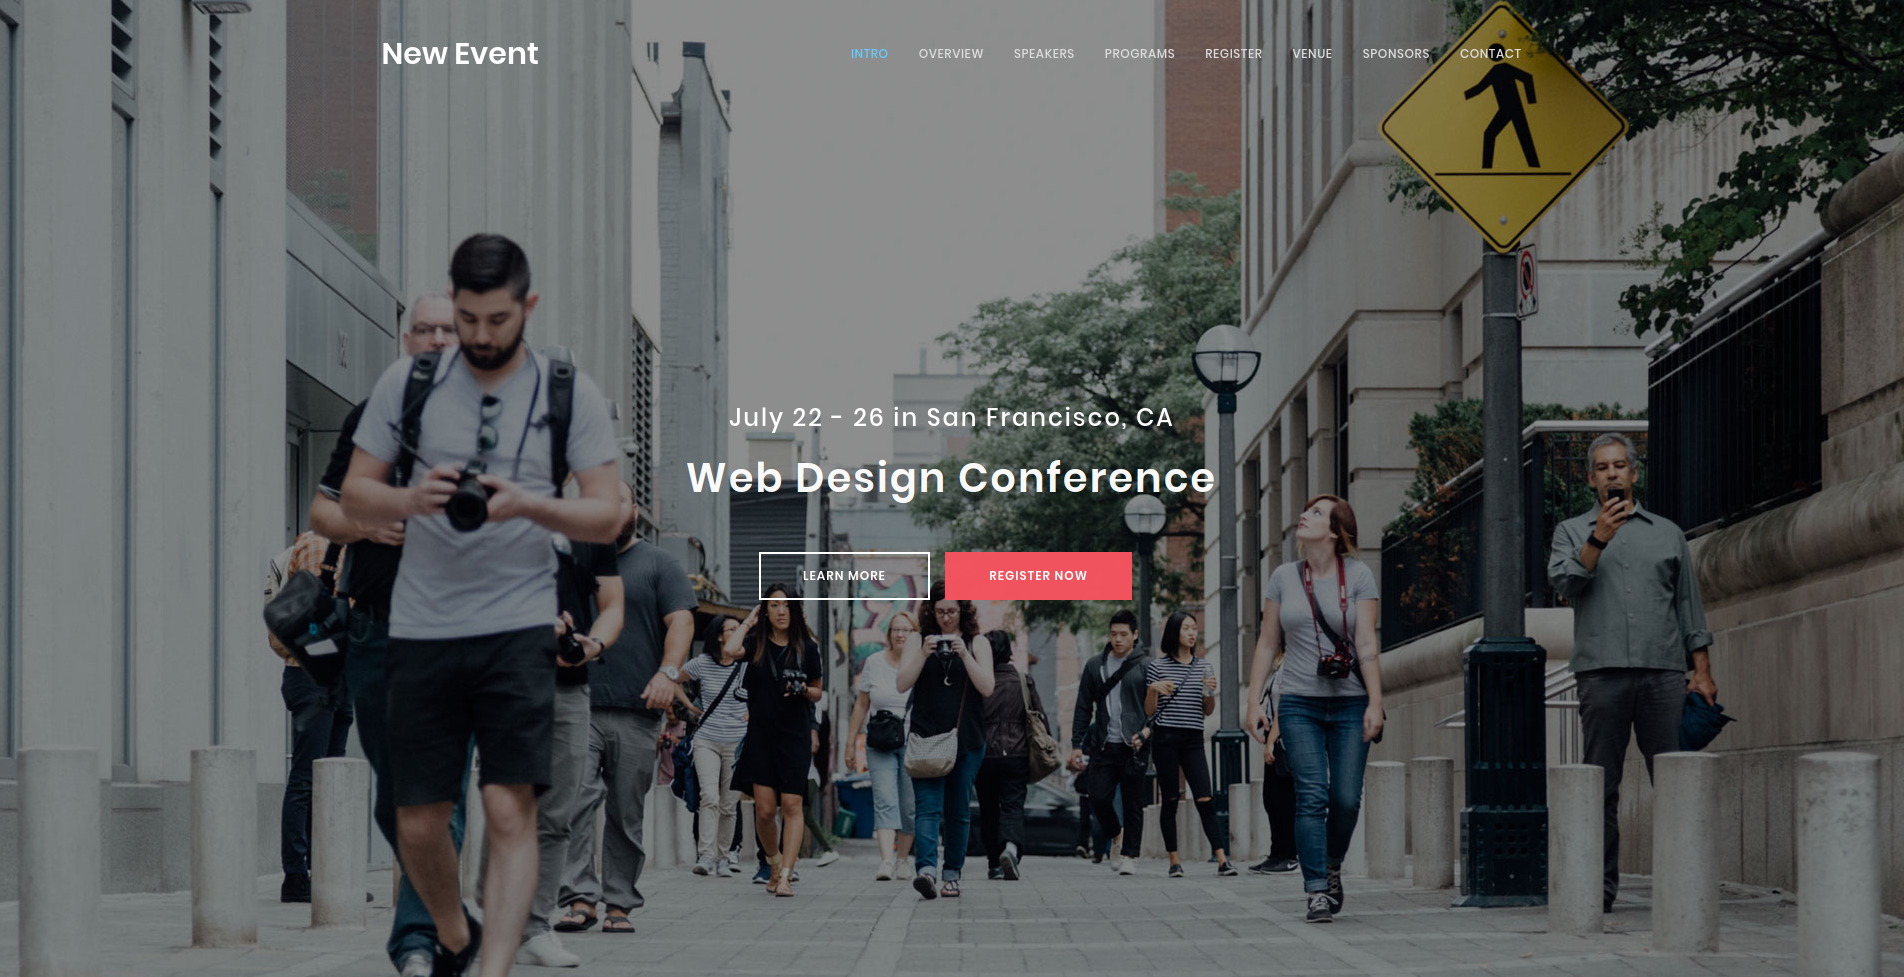 New Event
INTRO OVERVIEW SPEAKERS PROGRAMS REGISTER VENUE SPONSORS CONTACT
July 22 - 26 in San Francisco, CA
Web Design Conference
LEARN MORE REGISTER NOW